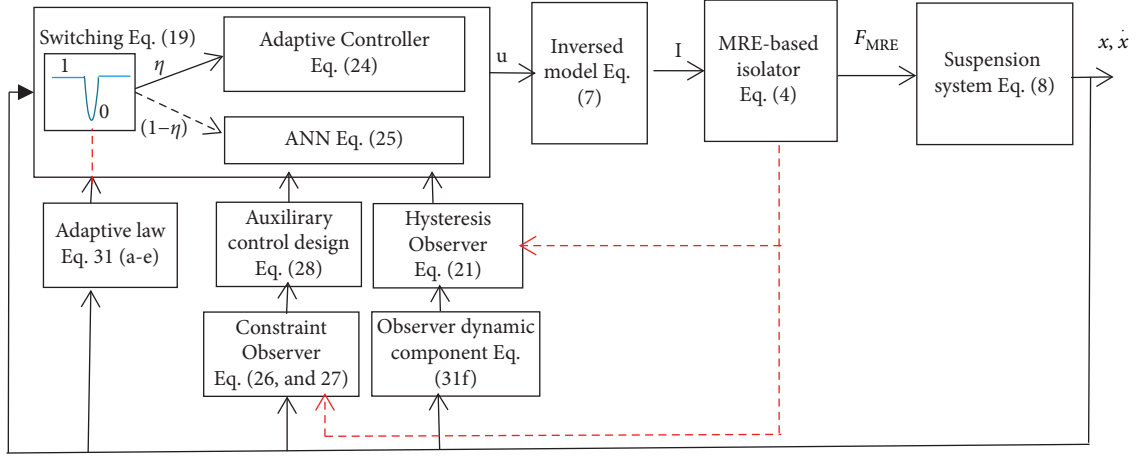 Switching Eq. (19)
1
0
η
(1−η)
Adaptive Controller
Eq. (24)
ANN Eq. (25)
u
Inversed
model Eq.
(7)
I
MRE-based
isolator
Eq. (4)
F_MRE
Suspension
system Eq. (8)
x, ẋ
Adaptive law
Eq. 31 (a-e)
Auxilirary
control design
Eq. (28)
Hysteresis
Observer
Eq. (21)
Constraint
Observer
Eq. (26, and 27)
Observer dynamic
component Eq.
(31f)